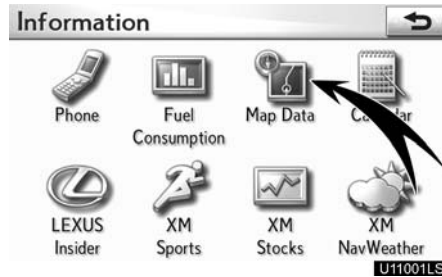 Information
Phone
Fuel
Consumption
Map Data
LEXUS
Insider
XM
Sports
XM
Stocks
XM
NavWeather
U11001LS